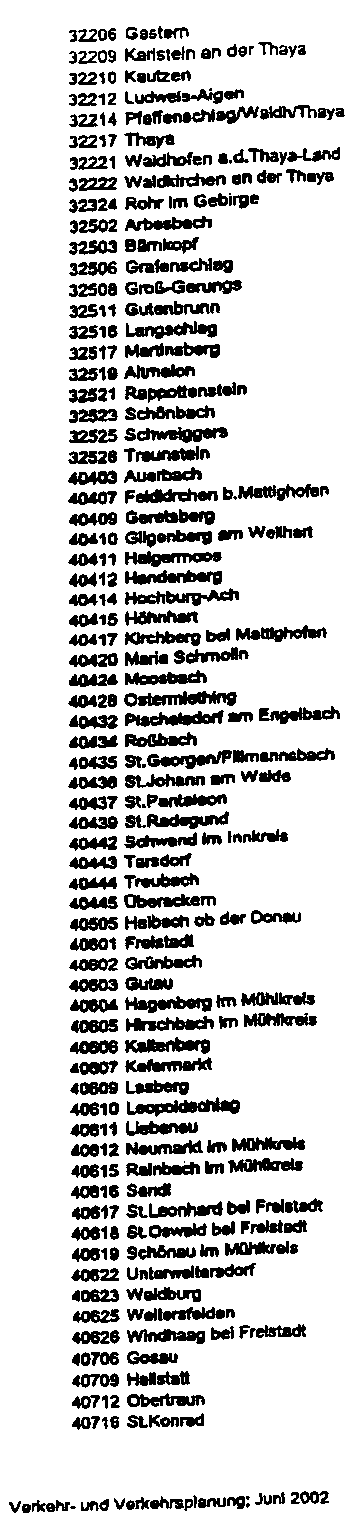 32206 Gastern
32209 Karlstein an der Thaya
32210 Kautzen
32212 Ludweis-Aigen
32214 Pfaffenschlag/Waldh/Thaya
32217 Thaya
32221 Waidhofen a.d.Thaya-Land
32222 Waldkirchen an der Thaya
32324 Rohr im Gebirge
32502 Arbesbach
32503 Bärnkopf
32506 Grafenschlag
32508 Groß-Gerungs
32511 Gutenbrunn
32516 Langschlag
32517 Martinsberg
32519 Altmelon
32521 Rappottenstein
32523 Schönbach
32525 Schweiggers
32528 Traunstein
40403 Auerbach
40407 Feldkirchen b.Mattighofen
40409 Geretsberg
40410 Gilgenberg am Weilhart
40411 Haigermoos
40412 Handenberg
40414 Hochburg-Ach
40415 Höhnhart
40417 Kirchberg bei Mattighofen
40420 Maria Schmolln
40424 Moosbach
40428 Ostermiething
40432 Pischelsdorf am Engelbach
40434 Roßbach
40435 St.Georgen/Fillmannsbach
40436 St.Johann am Walde
40437 St.Pantaleon
40439 St.Radegund
40442 Schwand im Innkreis
40443 Tarsdorf
40444 Treubach
40445 Überackern
40505 Haibach ob der Donau
40601 Freistadt
40602 Grünbach
40603 Gutau
40604 Hagenberg im Mühlkreis
40605 Hirschbach im Mühlkreis
40606 Kaltenberg
40607 Kefermarkt
40609 Lasberg
40610 Leopoldschlag
40611 Liebenau
40612 Neumarkt im Mühlkreis
40615 Rainbach im Mühlkreis
40616 Sandl
40617 St.Leonhard bei Freistadt
40618 St.Oswald bei Freistadt
40619 Schönau im Mühlkreis
40622 Unterweitersdorf
40623 Waldburg
40625 Weitersfelden
40626 Windhaag bei Freistadt
40706 Gosau
40709 Hallstatt
40712 Obertraun
40716 St.Konrad
Verkehr- und Verkehrsplanung; Juni 2002